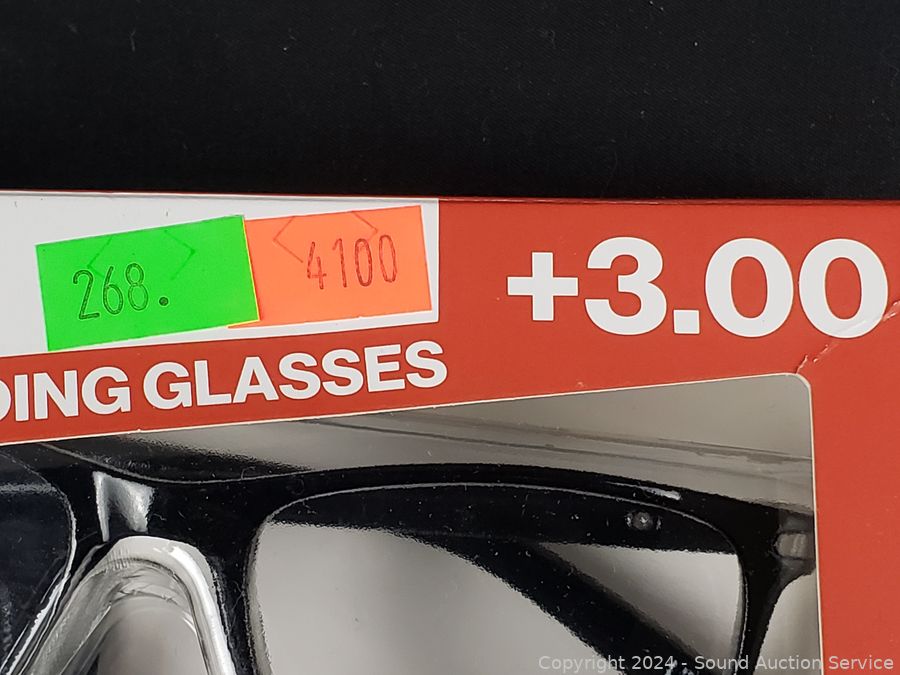 268.
4100
+3.00
DING GLASSES
Copyright 2024 - Sound Auction Service